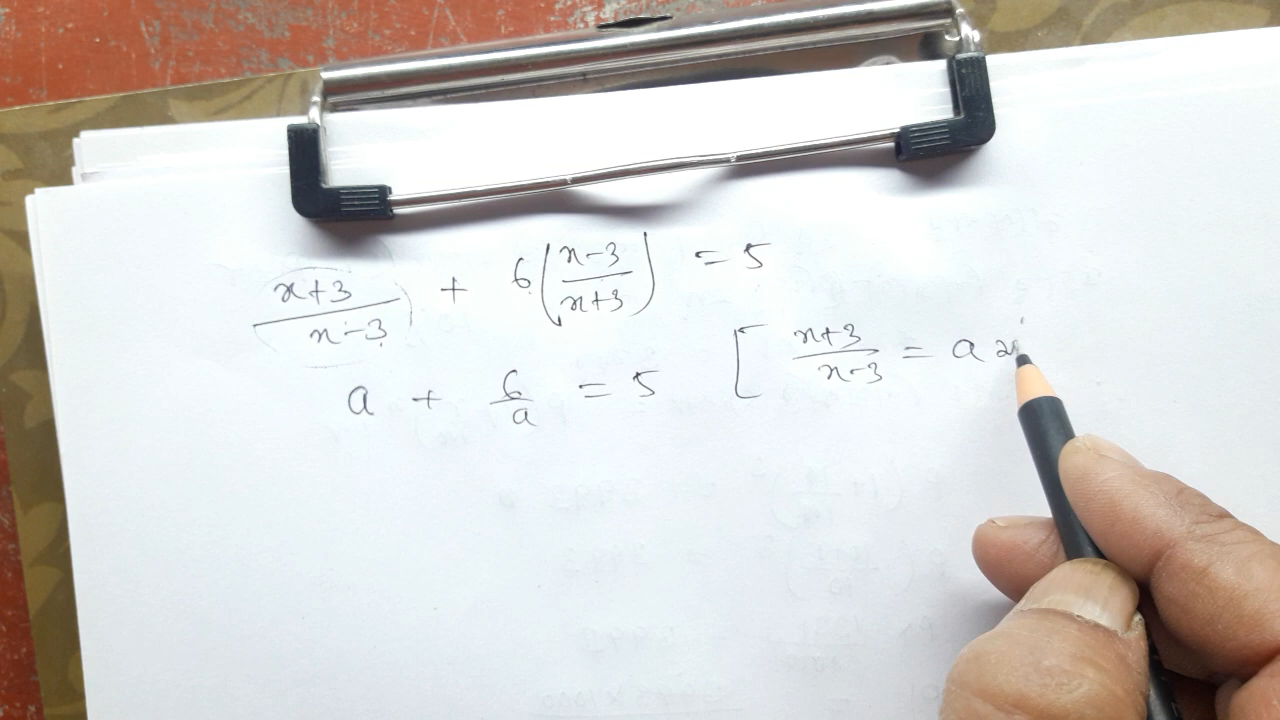 x+3/x-3 + 6(x-3/x+3) = 5
a + 6/a = 5 [ x+3/x-3 = a